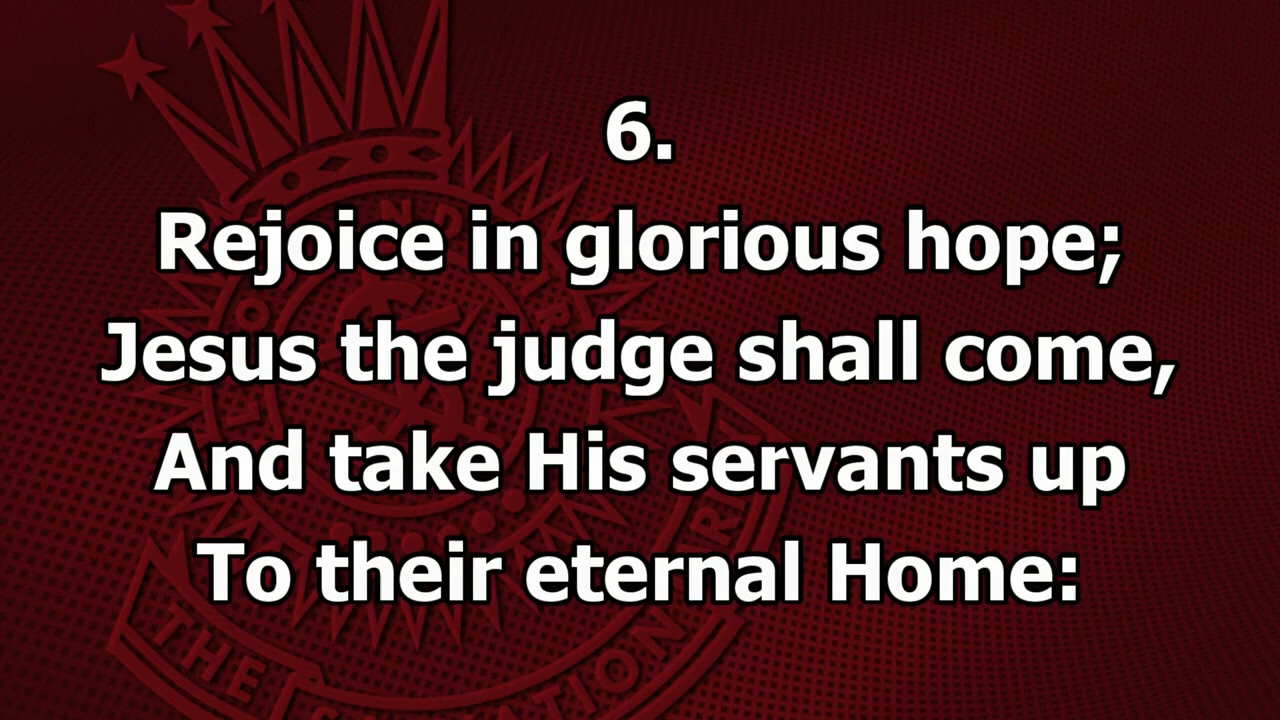 6.
Rejoice in glorious hope;
Jesus the judge shall come,
And take His servants up
To their eternal Home:
THE